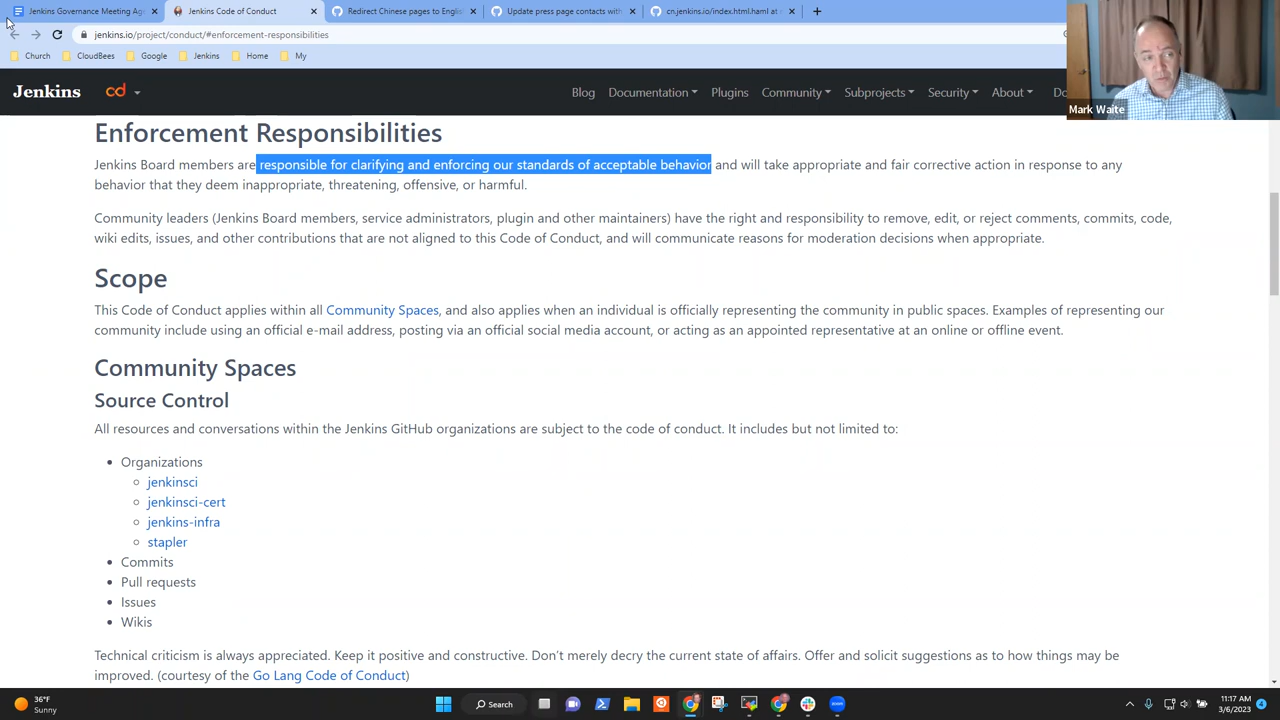 Jenkins Governance Meeting Ag
Jenkins Code of Conduct
Redirect Chinese pages to Englis
Update press page contacts with
cn.jenkins.io/index.html.haml at
jenkins.io/project/conduct/#enforcement-responsibilities
Church
CloudBees
Google
Jenkins
Home
My
Jenkins
cd
Blog
Documentation
Plugins
Community
Subprojects
Security
About
Do
Mark Waite
Enforcement Responsibilities
Jenkins Board members are responsible for clarifying and enforcing our standards of acceptable behavior and will take appropriate and fair corrective action in response to any
behavior that they deem inappropriate, threatening, offensive, or harmful.
Community leaders (Jenkins Board members, service administrators, plugin and other maintainers) have the right and responsibility to remove, edit, or reject comments, commits, code,
wiki edits, issues, and other contributions that are not aligned to this Code of Conduct, and will communicate reasons for moderation decisions when appropriate.
Scope
This Code of Conduct applies within all Community Spaces, and also applies when an individual is officially representing the community in public spaces. Examples of representing our
community include using an official e-mail address, posting via an official social media account, or acting as an appointed representative at an online or offline event.
Community Spaces
Source Control
All resources and conversations within the Jenkins GitHub organizations are subject to the code of conduct. It includes but not limited to:
Organizations
jenkinsci
jenkinsci-cert
jenkins-infra
stapler
Commits
Pull requests
Issues
Wikis
Technical criticism is always appreciated. Keep it positive and constructive. Don't merely decry the current state of affairs. Offer and solicit suggestions as to how things may be
improved. (courtesy of the Go Lang Code of Conduct)
36°F
Sunny
Search
11:17 AM
3/6/2023